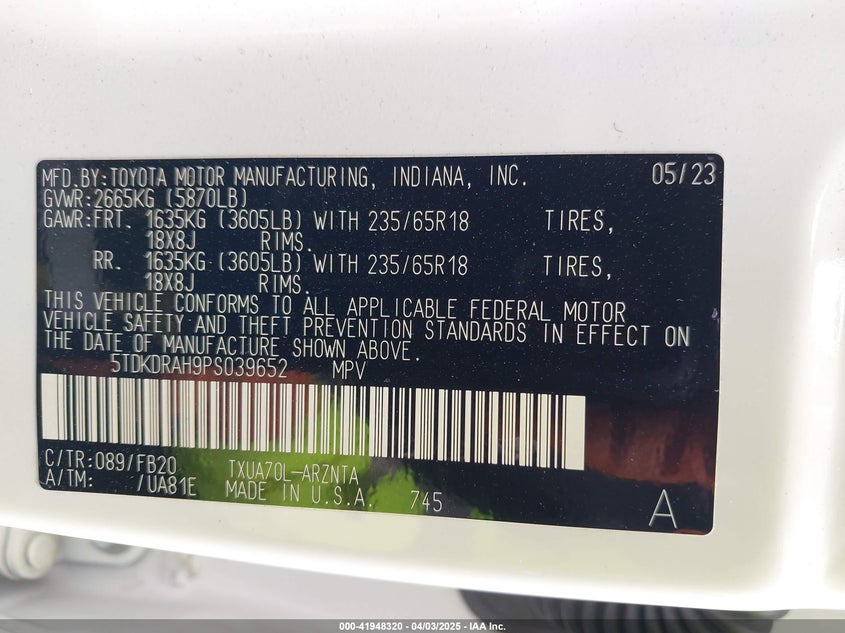 MFD.BY:TOYOTA MOTOR MANUFACTURING, INDIANA, INC. 05/23
GVWR:2665KG (5870LB)
GAWR:FRT. 1635KG (3605LB) WITH 235/65R18 TIRES,
18X8J RIMS.
RR. 1635KG (3605LB) WITH 235/65R18 TIRES,
18X8J RIMS.
THIS VEHICLE CONFORMS TO ALL APPLICABLE FEDERAL MOTOR
VEHICLE SAFETY AND THEFT PREVENTION STANDARDS IN EFFECT ON
THE DATE OF MANUFACTURE SHOWN ABOVE.
5TDKDRAH9PS039652 MPV
C/TR:089/FB20 TXUA70L-ARZNTA
A/TM: /UA81E MADE IN U.S.A. 745 A
000-41948320 - 04/03/2025 - IAA Inc.